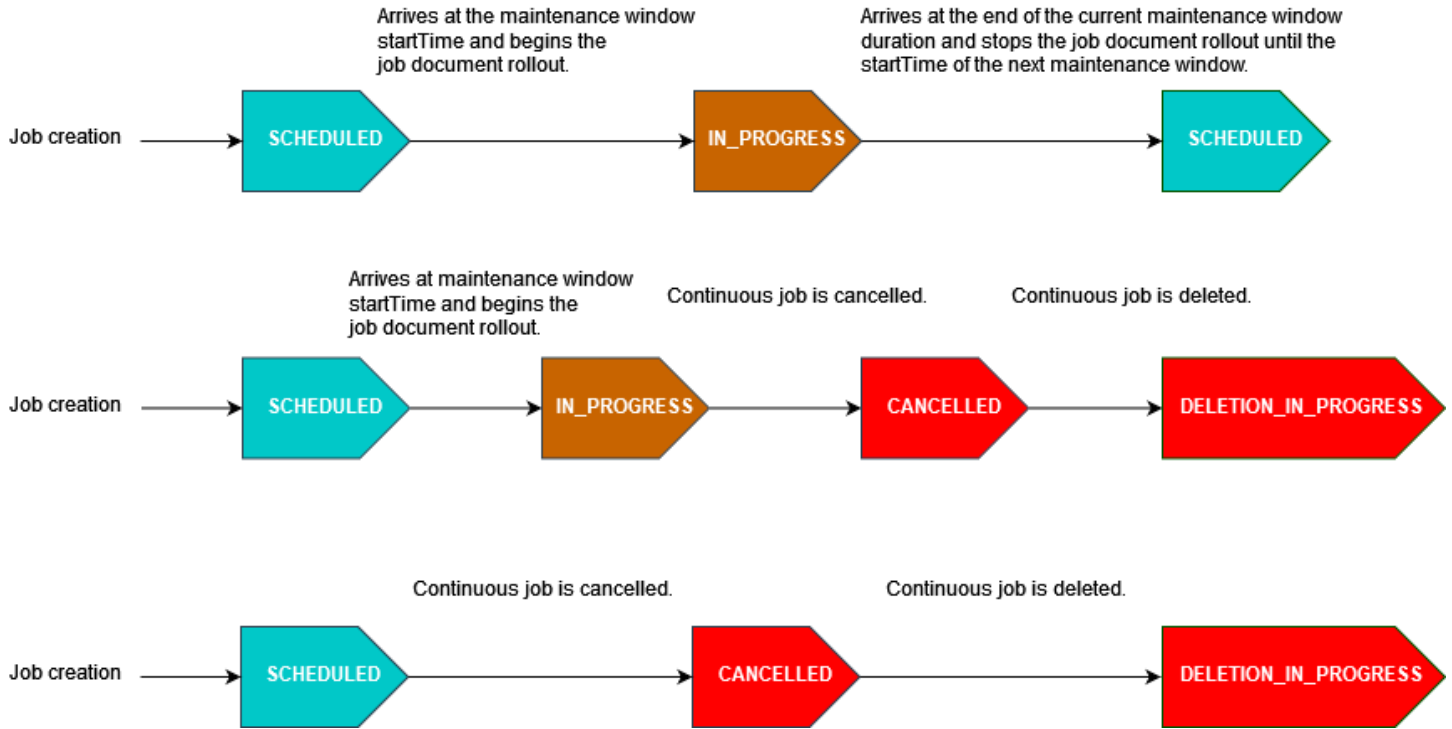 Arrives at the maintenance window
startTime and begins the
job document rollout.
Arrives at the end of the current maintenance window
duration and stops the job document rollout until the
startTime of the next maintenance window.
Job creation
SCHEDULED
IN_PROGRESS
SCHEDULED
Arrives at maintenance window
startTime and begins the
job document rollout.
Continuous job is cancelled.
Continuous job is deleted.
Job creation
SCHEDULED
IN_PROGRESS
CANCELLED
DELETION_IN_PROGRESS
Continuous job is cancelled.
Continuous job is deleted.
Job creation
SCHEDULED
CANCELLED
DELETION_IN_PROGRESS